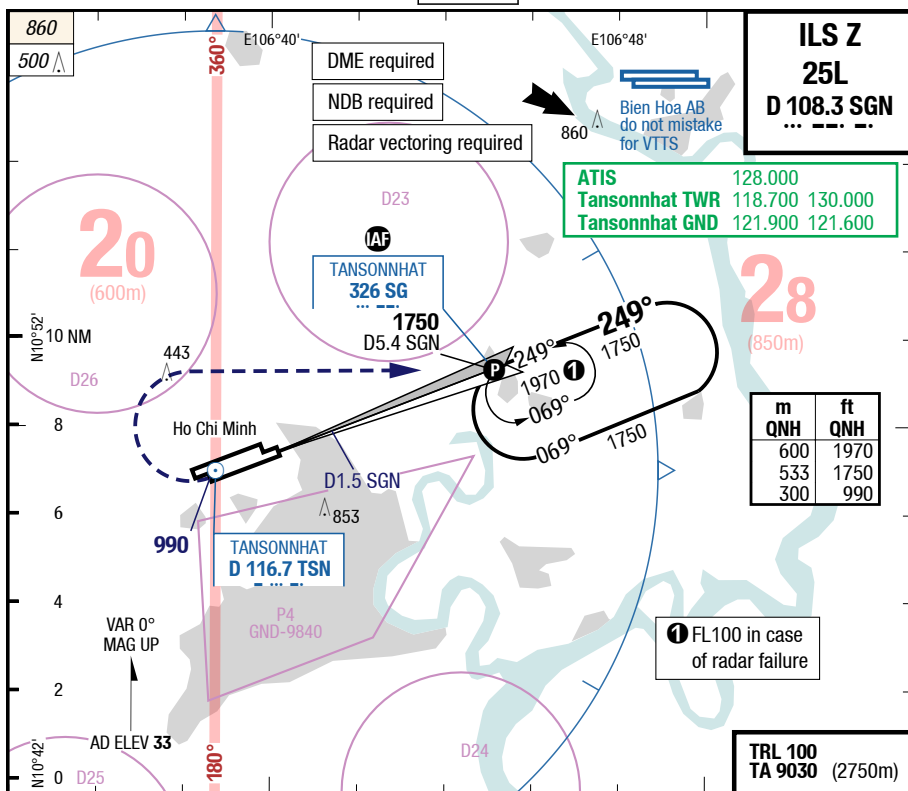 860
500
E106°40'
E106°48'
360°
DME required
NDB required
Radar vectoring required
ILS Z
25L
D 108.3 SGN
860
Bien Hoa AB
do not mistake
for VTTS
ATIS 128.000
Tansonnhat TWR 118.700 130.000
Tansonnhat GND 121.900 121.600
D23
IAF
TANSONNHAT
326 SG
20
(600m)
28
(850m)
1750
D5.4 SGN
249°
1750
P
249°
1970 1
069°
069° 1750
N10°52'
10 NM
443
D26
8
Ho Chi Minh
D1.5 SGN
m ft
QNH QNH
600 1970
533 1750
300 990
6
853
990
TANSONNHAT
D 116.7 TSN
4
P4
GND-9840
VAR 0°
MAG UP
1 FL100 in case
of radar failure
2
AD ELEV 33
N10°42'
0
D25
180°
D24
TRL 100
TA 9030 (2750m)